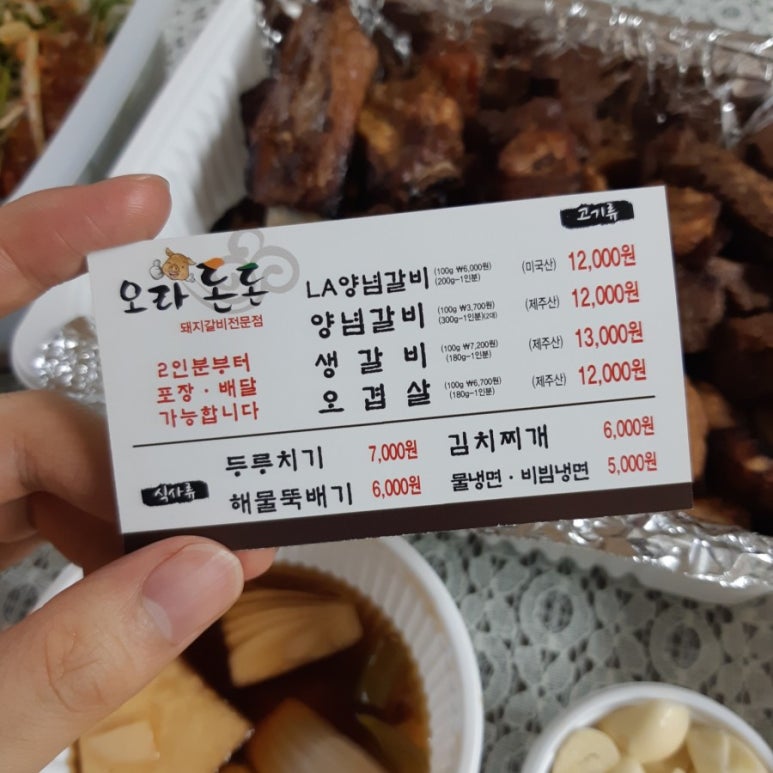 고기류
오라 돈돈
돼지갈비전문점
2인분부터
포장 · 배달
가능합니다
LA양념갈비 (100g ₩6,000원) (200g-1인분) (미국산) 12,000원
양념갈비 (100g ₩3,700원) (300g-1인분)(2대) (제주산) 12,000원
생갈비 (100g ₩7,200원) (180g-1인분) (제주산) 13,000원
오겹살 (100g ₩6,700원) (180g-1인분) (제주산) 12,000원
식사류
두릉치기 7,000원 김치찌개 6,000원
해물뚝배기 6,000원 물냉면 · 비빔냉면 5,000원